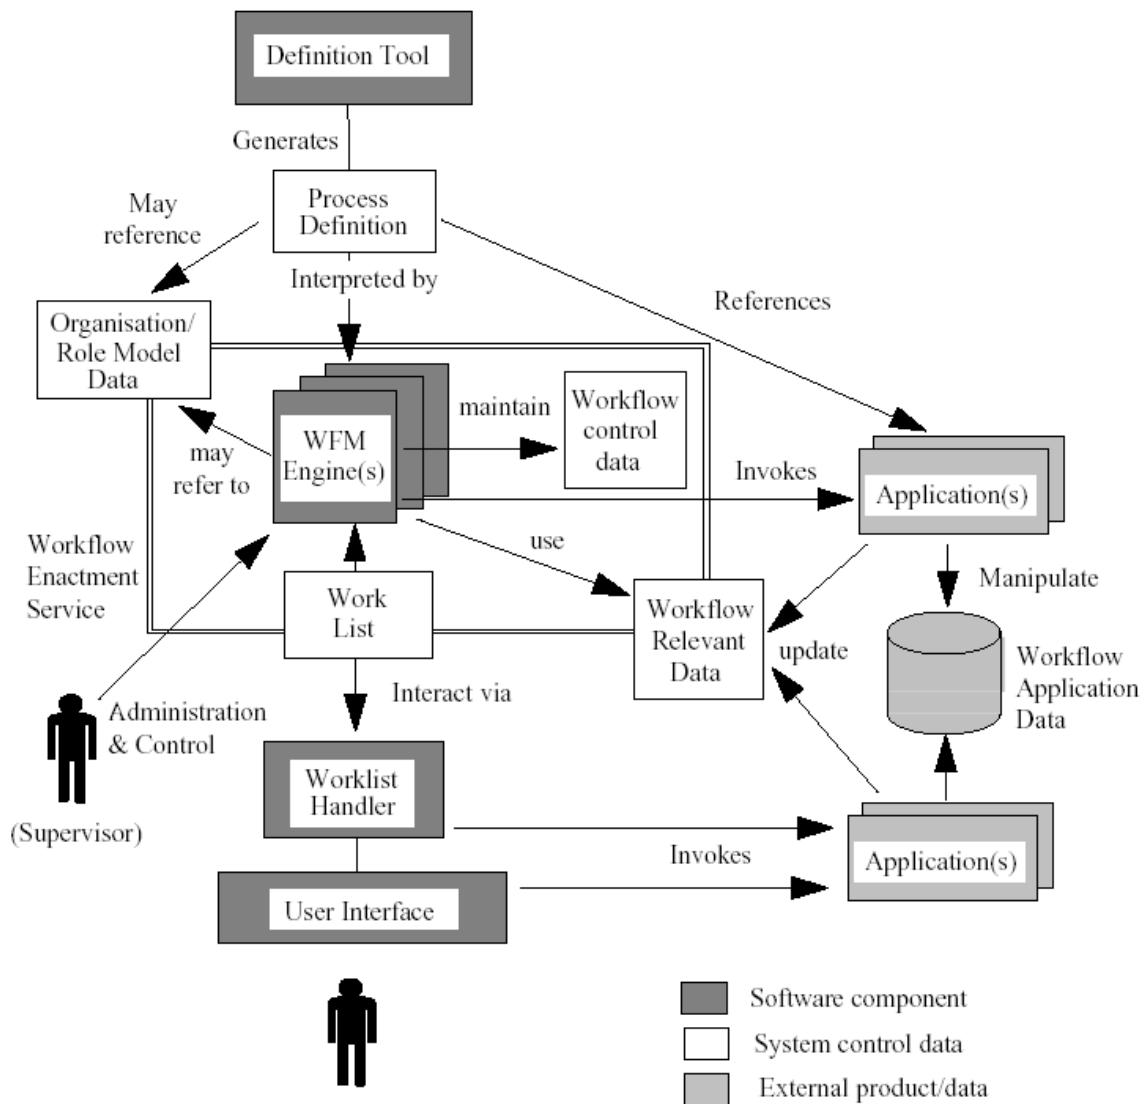 Definition Tool
Generates
Process
Definition
May
reference
Interpreted by
References
Organisation/
Role Model
Data
WFM
Engine(s)
maintain
Workflow
control
data
may
refer to
Invokes
Application(s)
use
Workflow
Enactment
Service
Work
List
Workflow
Relevant
Data
Manipulate
update
Workflow
Application
Data
Interact via
Administration
& Control
(Supervisor)
Worklist
Handler
Invokes
Application(s)
User Interface
Software component
System control data
External product/data